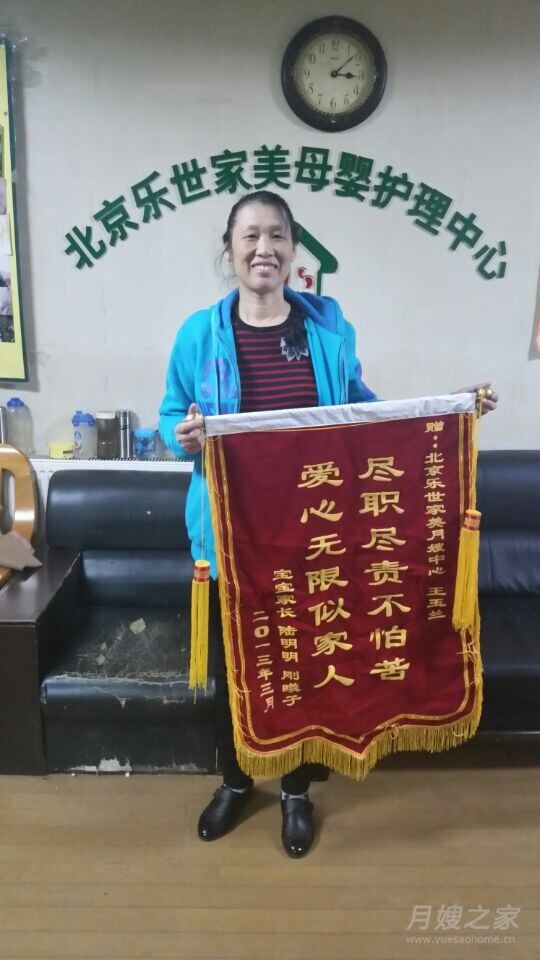 北京乐世家美母婴护理中心
赠：北京乐世家美月嫂中心 王玉兰
尽职尽责不怕苦
爱心无限似家人
宝宝家长 陆明明
二〇一三年三月
月嫂之家
www.yuesaohome.cn